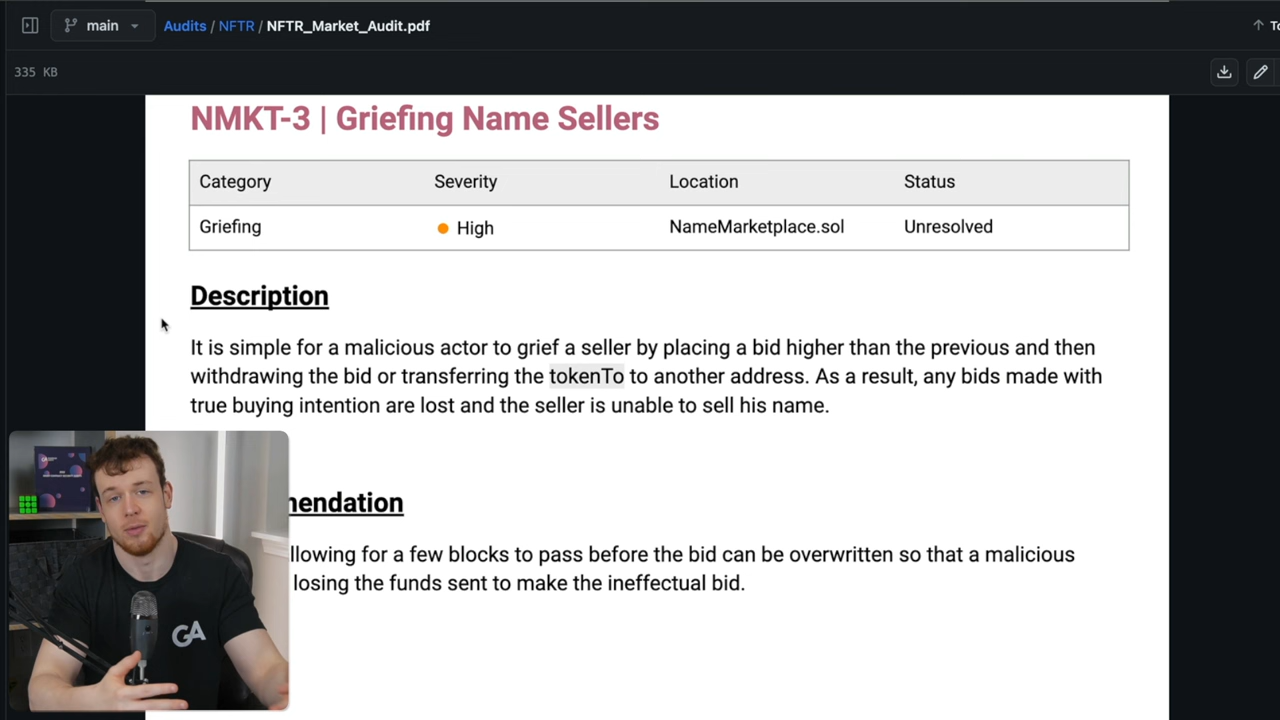 main
Audits / NFTR / NFTR_Market_Audit.pdf
335 KB
NMKT-3 | Griefing Name Sellers
Category Severity Location Status
Griefing High NameMarketplace.sol Unresolved
Description
It is simple for a malicious actor to grief a seller by placing a bid higher than the previous and then
withdrawing the bid or transferring the tokenTo to another address. As a result, any bids made with
true buying intention are lost and the seller is unable to sell his name.
mendation
llowing for a few blocks to pass before the bid can be overwritten so that a malicious
losing the funds sent to make the ineffectual bid.
GA